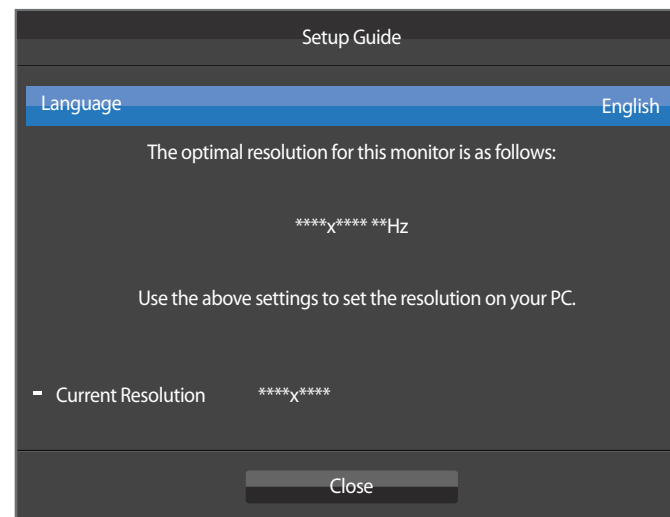 Setup Guide
Language English
The optimal resolution for this monitor is as follows:
****x**** **Hz
Use the above settings to set the resolution on your PC.
- Current Resolution ****x****
Close